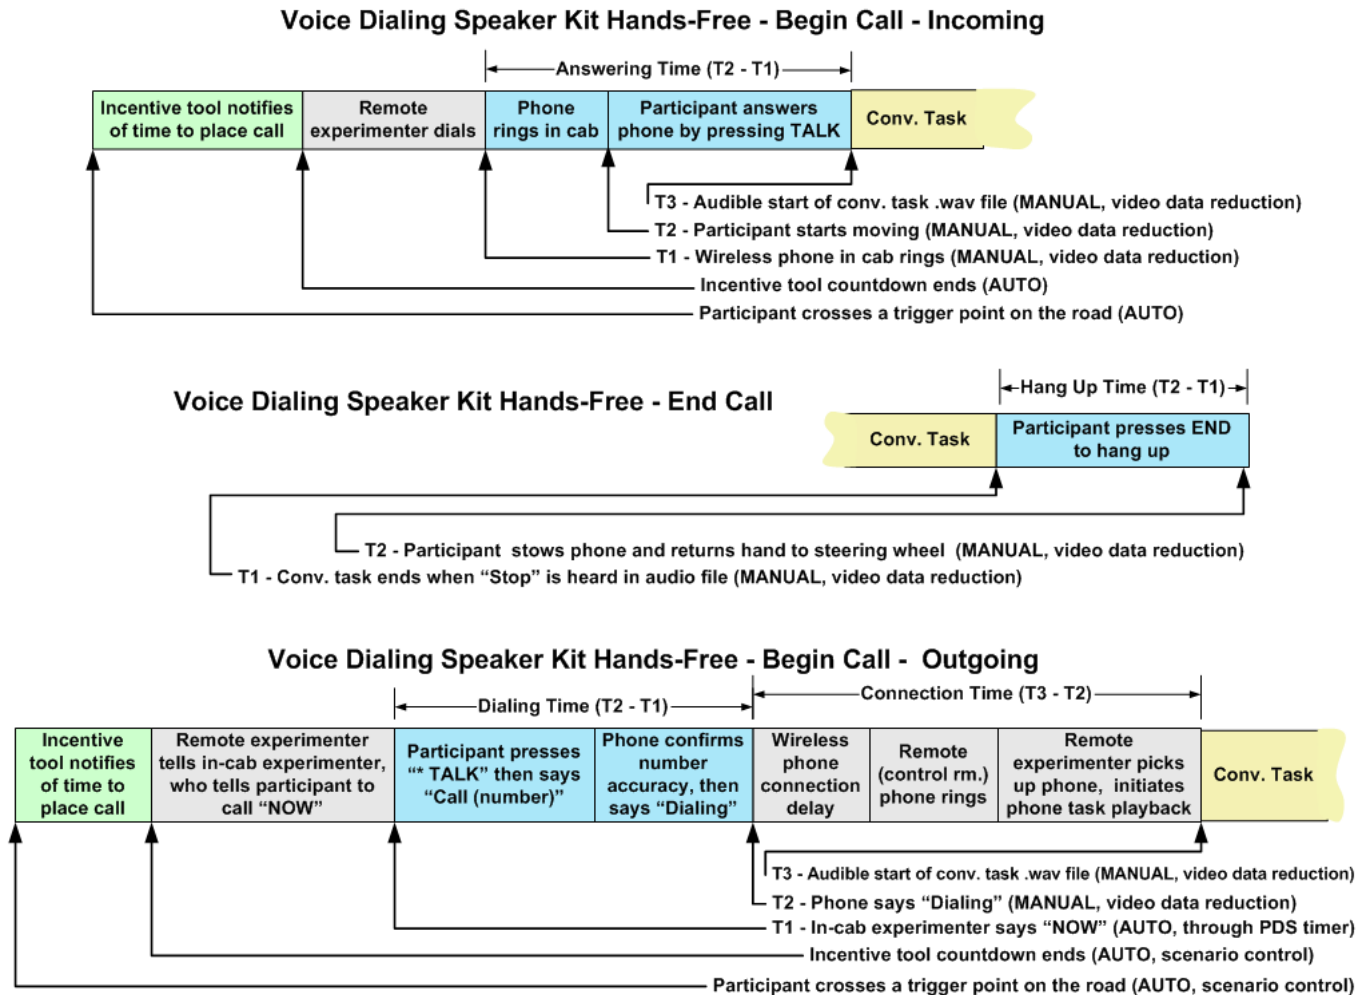 Voice Dialing Speaker Kit Hands-Free - Begin Call - Incoming
Answering Time (T2 - T1)
Incentive tool notifies
of time to place call
Remote
experimenter dials
Phone
rings in cab
Participant answers
phone by pressing TALK
Conv. Task
T3 - Audible start of conv. task .wav file (MANUAL, video data reduction)
T2 - Participant starts moving (MANUAL, video data reduction)
T1 - Wireless phone in cab rings (MANUAL, video data reduction)
Incentive tool countdown ends (AUTO)
Participant crosses a trigger point on the road (AUTO)
Voice Dialing Speaker Kit Hands-Free - End Call
Hang Up Time (T2 - T1)
Conv. Task
Participant presses END
to hang up
T2 - Participant stows phone and returns hand to steering wheel (MANUAL, video data reduction)
T1 - Conv. task ends when “Stop” is heard in audio file (MANUAL, video data reduction)
Voice Dialing Speaker Kit Hands-Free - Begin Call - Outgoing
Dialing Time (T2 - T1)
Connection Time (T3 - T2)
Incentive
tool notifies
of time to
place call
Remote experimenter
tells in-cab experimenter,
who tells participant to
call “NOW”
Participant presses
“* TALK” then says
“Call (number)”
Phone confirms
number
accuracy, then
says “Dialing”
Wireless
phone
connection
delay
Remote
(control rm.)
phone rings
Remote
experimenter picks
up phone, initiates
phone task playback
Conv. Task
T3 - Audible start of conv. task .wav file (MANUAL, video data reduction)
T2 - Phone says “Dialing” (MANUAL, video data reduction)
T1 - In-cab experimenter says “NOW” (AUTO, through PDS timer)
Incentive tool countdown ends (AUTO, scenario control)
Participant crosses a trigger point on the road (AUTO, scenario control)